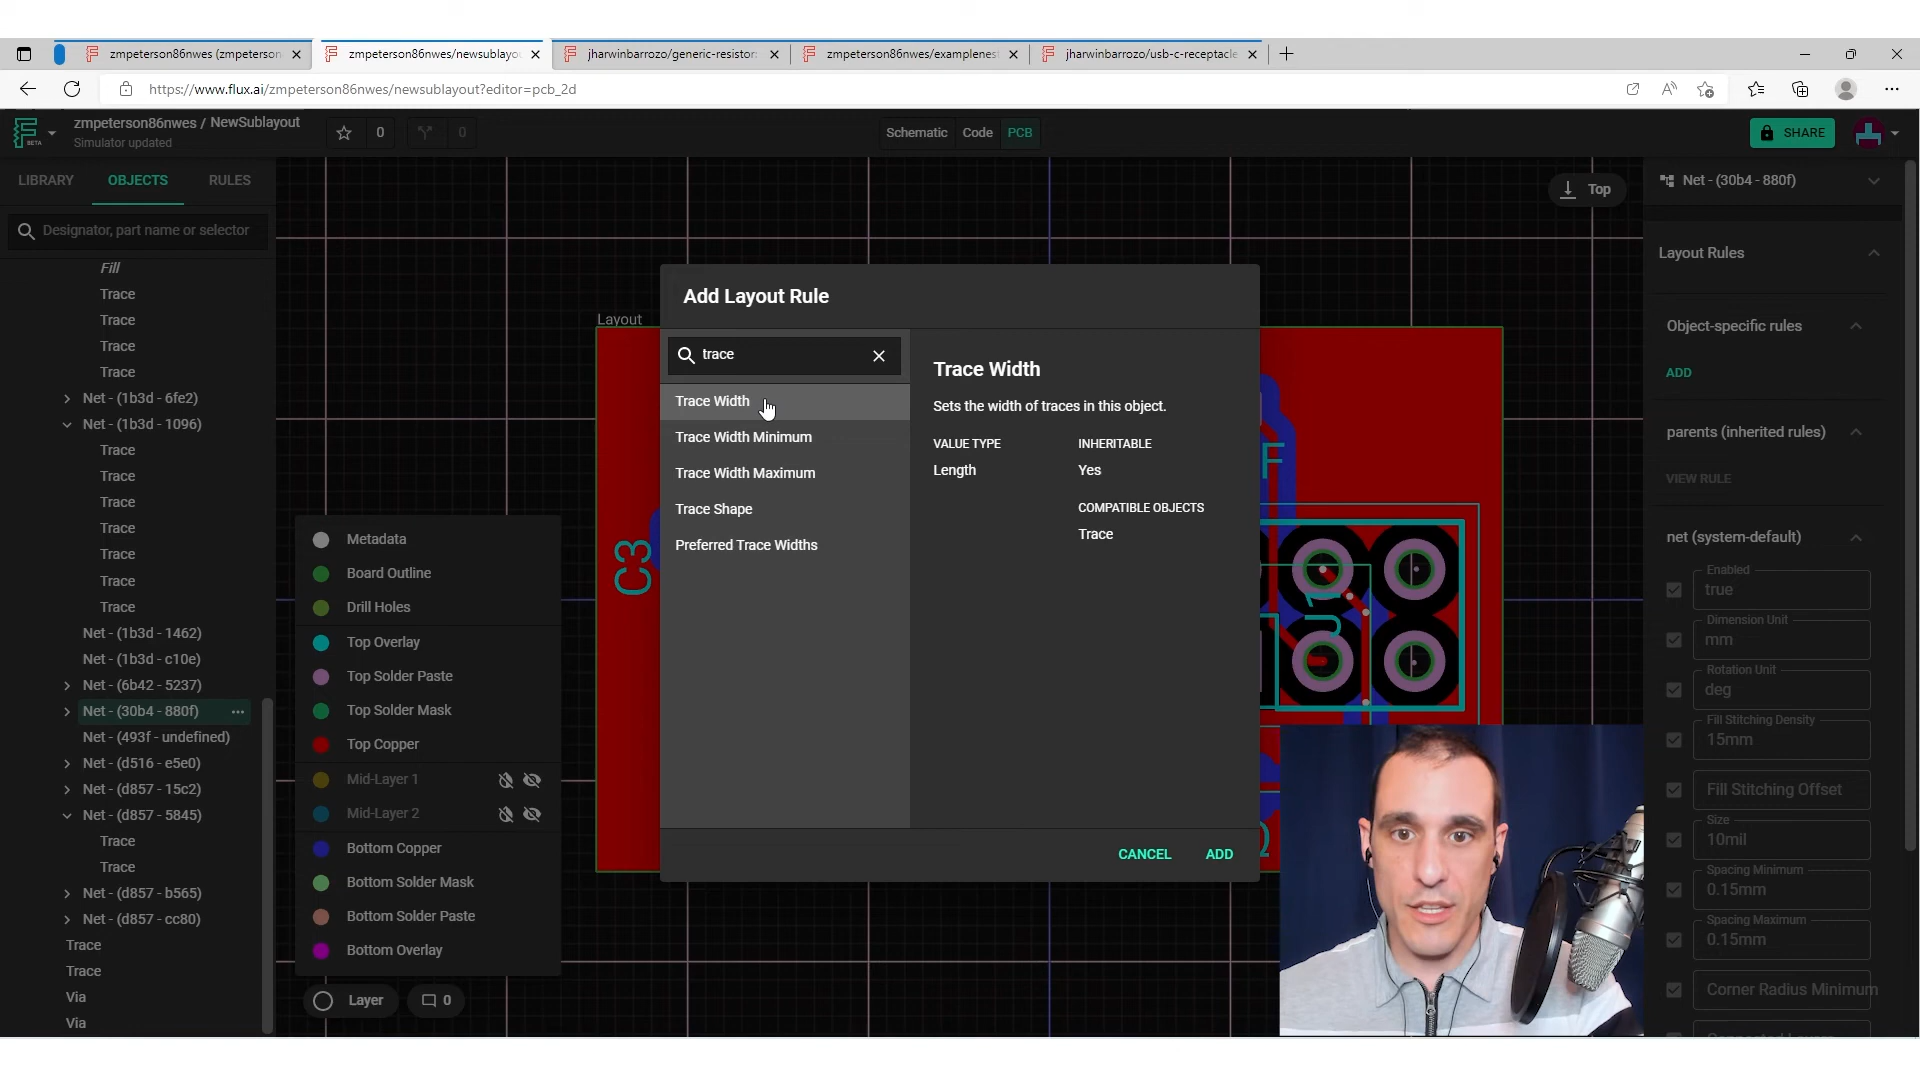 zmpeterson86nwes (zmpeterson
zmpeterson86nwes/newsublayou
jharwinbarrozo/generic-resistor:
zmpeterson86nwes/examplenest
jharwinbarrozo/usb-c-receptacle
https://www.flux.ai/zmpeterson86nwes/newsublayout?editor=pcb_2d
BETA
zmpeterson86nwes / NewSublayout
Simulator updated
0
0
Schematic
Code
PCB
SHARE
LIBRARY
OBJECTS
RULES
Designator, part name or selector
Fill
Trace
Trace
Trace
Trace
Net - (1b3d - 6fe2)
Net - (1b3d - 1096)
Trace
Trace
Trace
Trace
Trace
Trace
Trace
Net - (1b3d - 1462)
Net - (1b3d - c10e)
Net - (6b42 - 5237)
Net - (30b4 - 880f)
Net - (493f - undefined)
Net - (d516 - e5e0)
Net - (d857 - 15c2)
Net - (d857 - 5845)
Trace
Trace
Net - (d857 - b565)
Net - (d857 - cc80)
Trace
Trace
Via
Via
Metadata
Board Outline
Drill Holes
Top Overlay
Top Solder Paste
Top Solder Mask
Top Copper
Mid-Layer 1
Mid-Layer 2
Bottom Copper
Bottom Solder Mask
Bottom Solder Paste
Bottom Overlay
Layer
0
Layout
C3
Add Layout Rule
trace
Trace Width
Trace Width Minimum
Trace Width Maximum
Trace Shape
Preferred Trace Widths
Trace Width
Sets the width of traces in this object.
VALUE TYPE
INHERITABLE
Length
Yes
COMPATIBLE OBJECTS
Trace
CANCEL
ADD
F
J1
Ω
Top
Net - (30b4 - 880f)
Layout Rules
Object-specific rules
ADD
parents (inherited rules)
VIEW RULE
net (system-default)
Enabled
true
Dimension Unit
mm
Rotation Unit
deg
Fill Stitching Density
15mm
Fill Stitching Offset
Size
10mil
Spacing Minimum
0.15mm
Spacing Maximum
0.15mm
Corner Radius Minimum